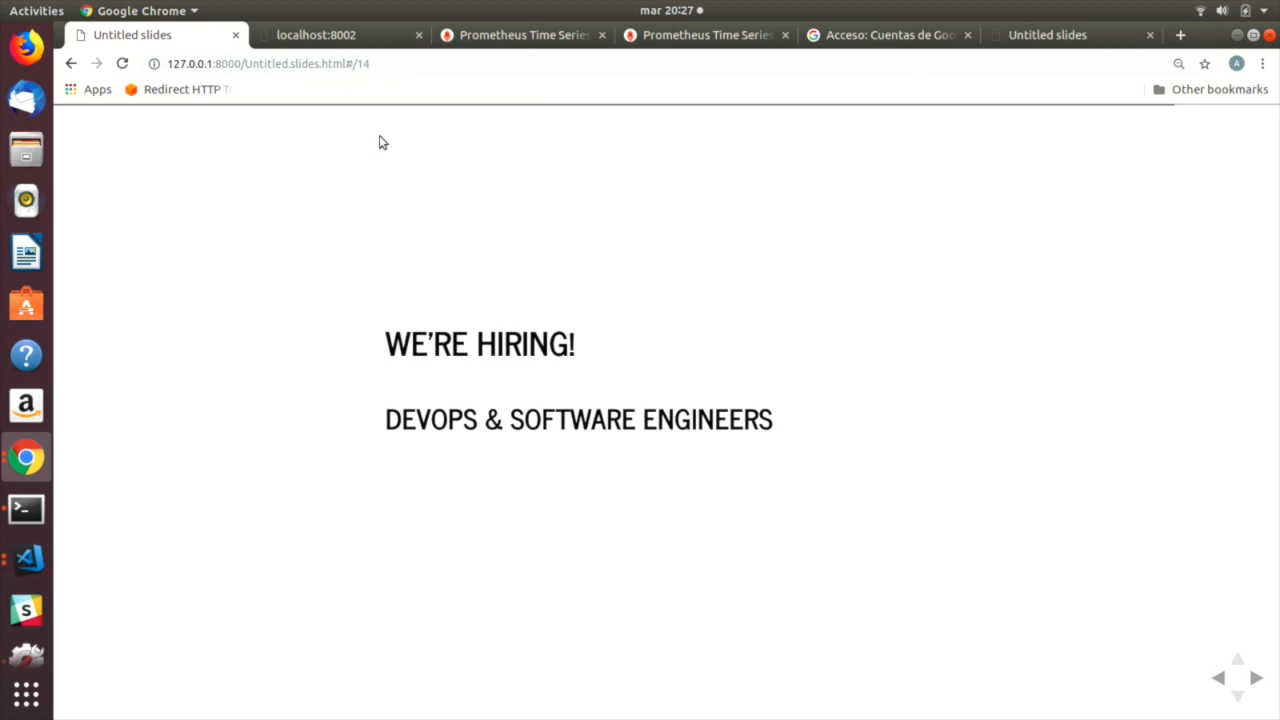 Activities
Google Chrome
mar 20:27
Untitled slides
localhost:8002
Prometheus Time Series
Prometheus Time Series
Acceso: Cuentas de Goo
Untitled slides
127.0.0.1:8000/Untitled.slides.html#/14
A
Apps
Redirect HTTP T
Other bookmarks
WE'RE HIRING!
DEVOPS & SOFTWARE ENGINEERS